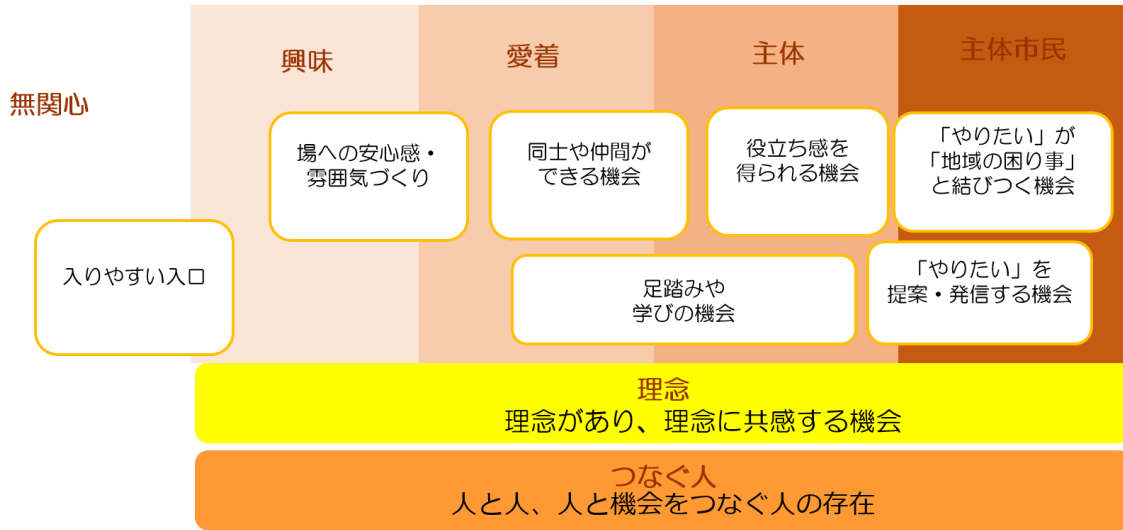 無関心
興味
愛着
主体
主体市民
入りやすい入口
場への安心感・
雰囲気づくり
同士や仲間が
できる機会
役立ち感を
得られる機会
「やりたい」が
「地域の困り事」
と結びつく機会
足踏みや
学びの機会
「やりたい」を
提案・発信する機会
理念
理念があり、理念に共感する機会
つなぐ人
人と人、人と機会をつなぐ人の存在